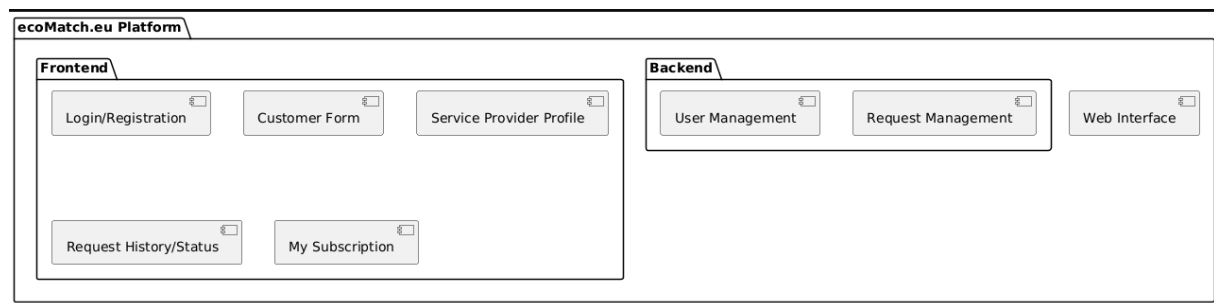 ecoMatch.eu Platform
Frontend
Backend
Login/Registration
Customer Form
Service Provider Profile
User Management
Request Management
Web Interface
Request History/Status
My Subscription